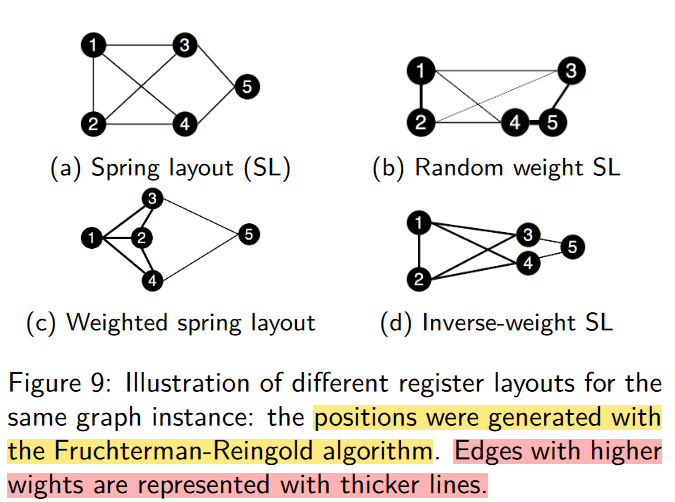 1 3
5
2 4
(a) Spring layout (SL)
1 3
2 4 5
(b) Random weight SL
3
1 2 5
4
(c) Weighted spring layout
1
3
5
4
2
(d) Inverse-weight SL
Figure 9: Illustration of different register layouts for the
same graph instance: the positions were generated with
the Fruchterman-Reingold algorithm. Edges with higher
wights are represented with thicker lines.